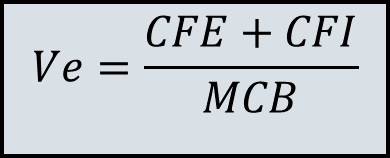 Ve = (CFE + CFI) / MCB